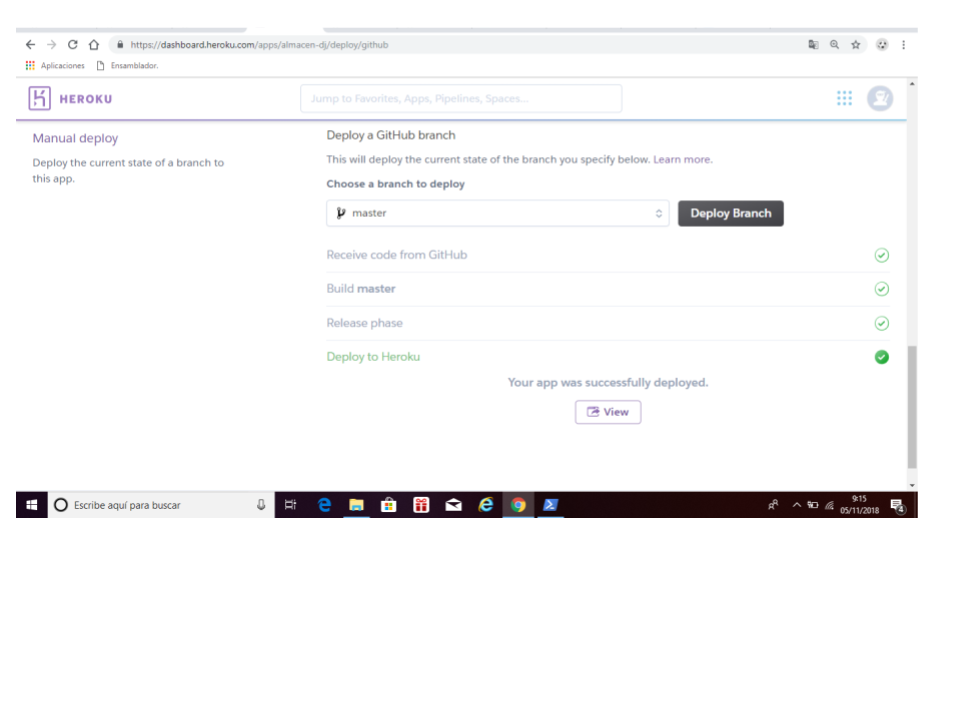 https://dashboard.heroku.com/apps/almacen-dj/deploy/github
Aplicaciones Ensamblador.
HEROKU
Jump to Favorites, Apps, Pipelines, Spaces...
Manual deploy
Deploy the current state of a branch to
this app.
Deploy a GitHub branch
This will deploy the current state of the branch you specify below. Learn more.
Choose a branch to deploy
master
Deploy Branch
Receive code from GitHub
Build master
Release phase
Deploy to Heroku
Your app was successfully deployed.
View
Escribe aquí para buscar
9:15
05/11/2018
4